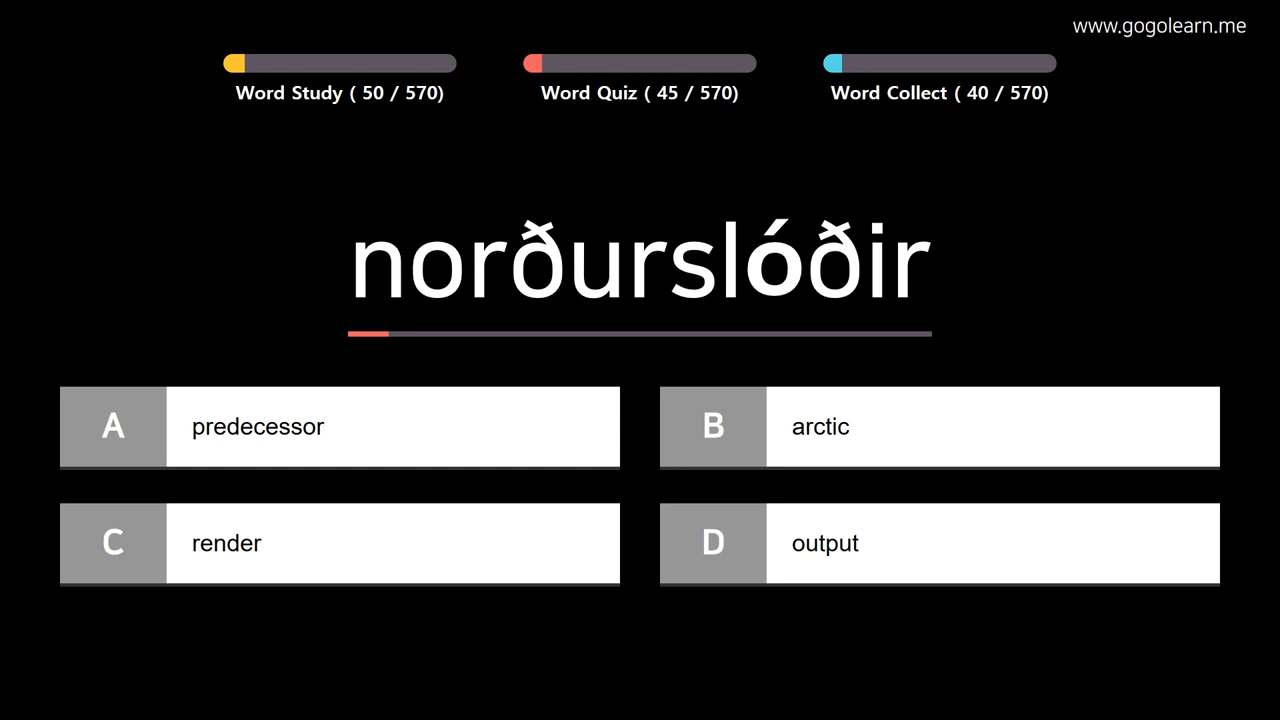 www.gogolearn.me
Word Study ( 50 / 570)
Word Quiz ( 45 / 570)
Word Collect ( 40 / 570)
norðurslóðir
A predecessor
B arctic
C render
D output